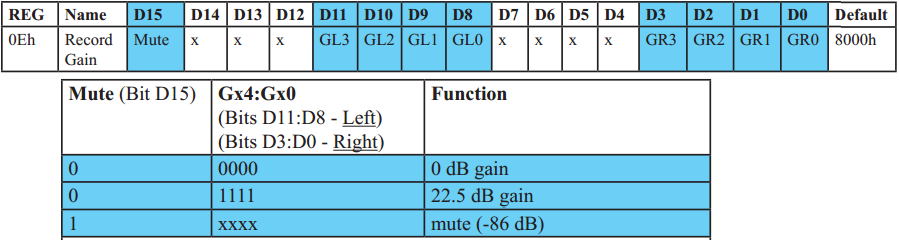 REG Name D15 D14 D13 D12 D11 D10 D9 D8 D7 D6 D5 D4 D3 D2 D1 D0 Default
0Eh Record Mute x x x GL3 GL2 GL1 GL0 x x x x GR3 GR2 GR1 GR0 8000h
Gain
Mute (Bit D15) Gx4:Gx0 Function
(Bits D11:D8 - Left)
(Bits D3:D0 - Right)
0 0000 0 dB gain
0 1111 22.5 dB gain
1 xxxx mute (-86 dB)